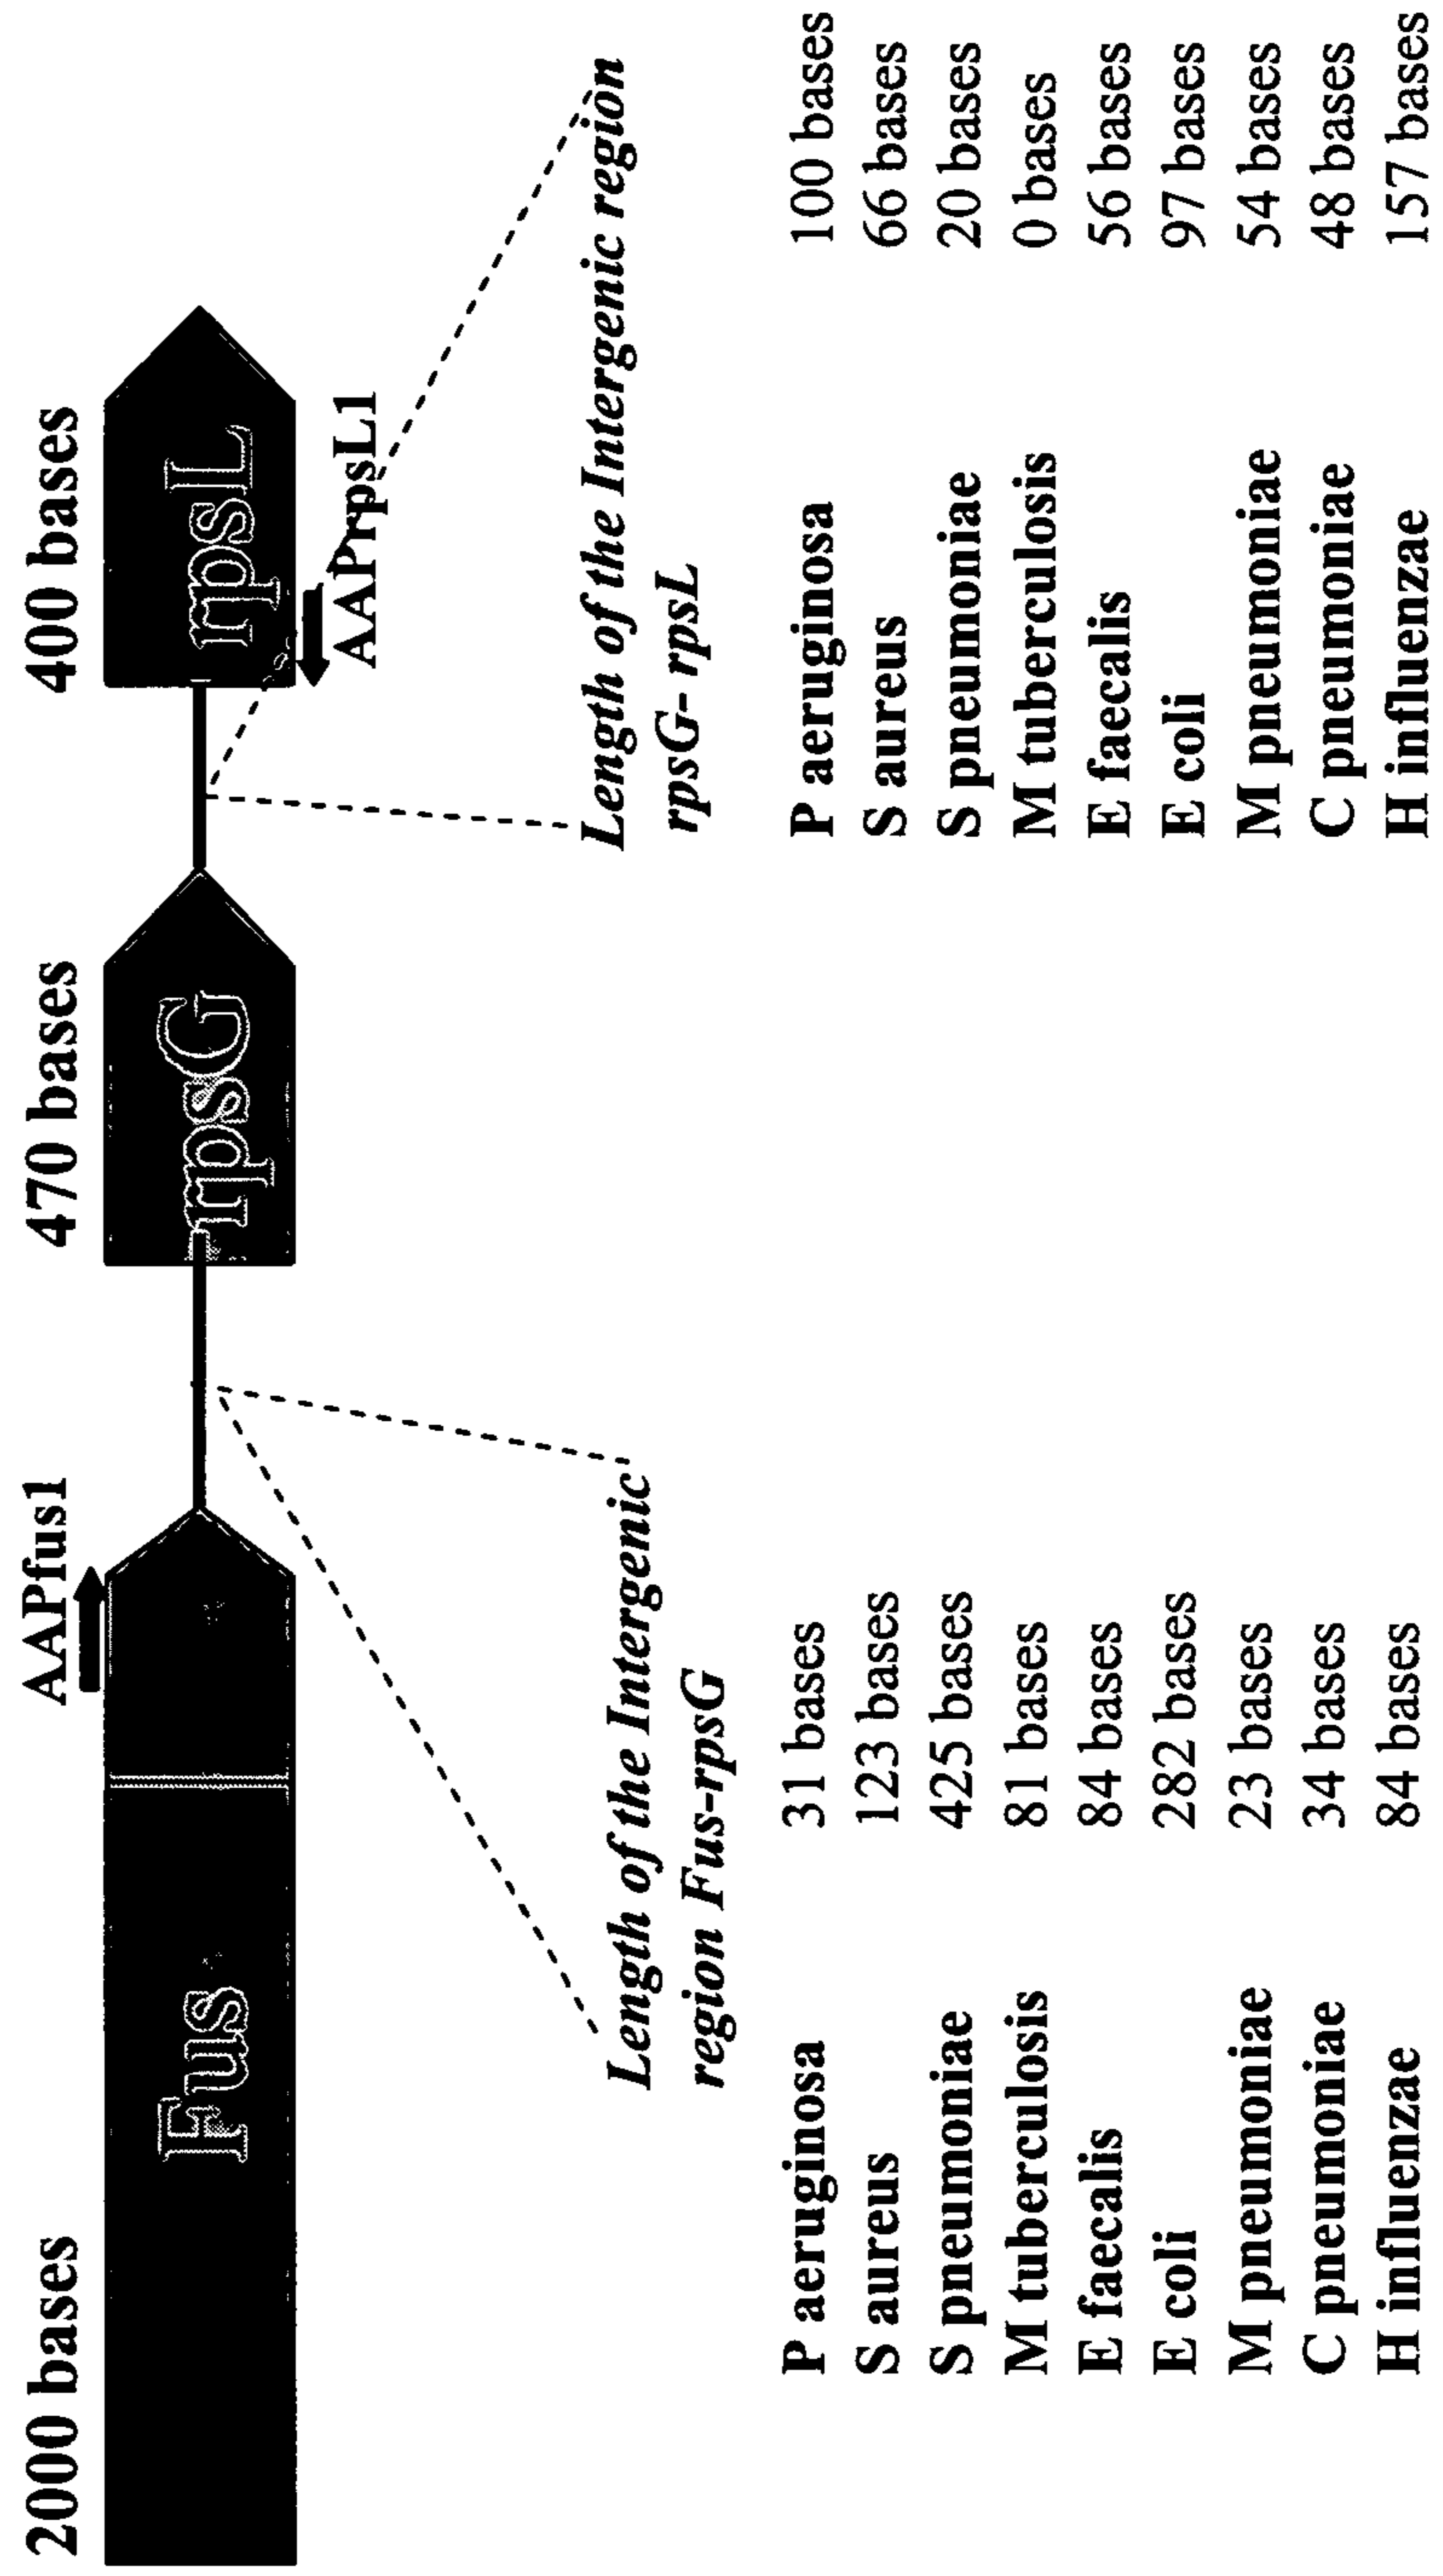 2000 bases
AAPfus1
470 bases
400 bases
Fus
rpsG
rpsL
AAPrpsL1
Length of the Intergenic
region Fus-rpsG
P aeruginosa 31 bases
S aureus 123 bases
S pneumoniae 425 bases
M tuberculosis 81 bases
E faecalis 84 bases
E coli 282 bases
M pneumoniae 23 bases
C pneumoniae 34 bases
H influenzae 84 bases
Length of the Intergenic region
rpsG- rpsL
P aeruginosa 100 bases
S aureus 66 bases
S pneumoniae 20 bases
M tuberculosis 0 bases
E faecalis 56 bases
E coli 97 bases
M pneumoniae 54 bases
C pneumoniae 48 bases
H influenzae 157 bases